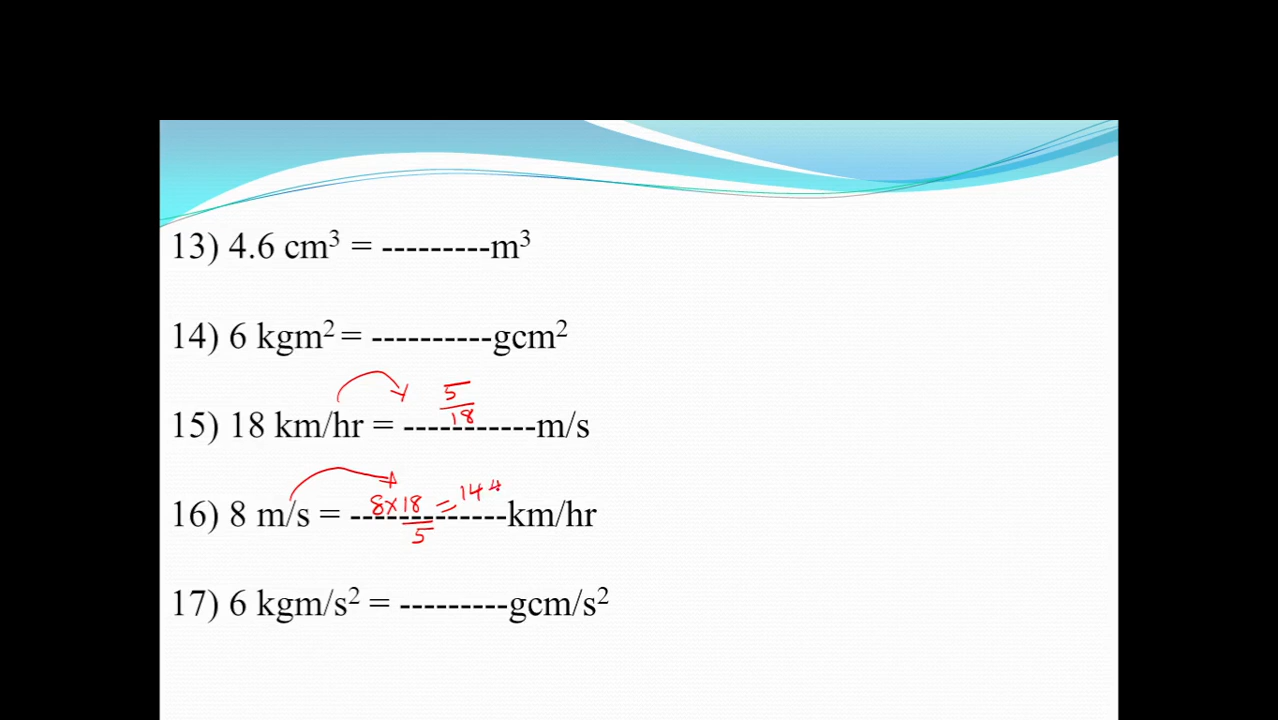 13) 4.6 cm³ = ---------m³
14) 6 kgm² = ----------gcm²
5/18
15) 18 km/hr = -----------m/s
8×18/5 = 144
16) 8 m/s = -------------km/hr
17) 6 kgm/s² = ---------gcm/s²